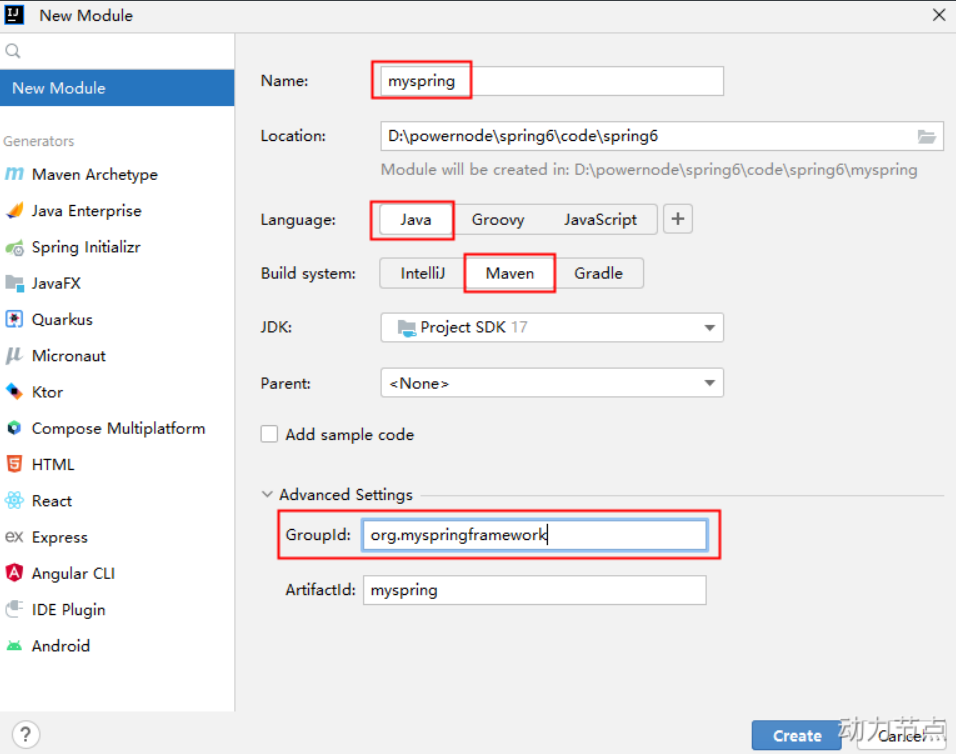 New Module
New Module
Generators
Maven Archetype
Java Enterprise
Spring Initializr
JavaFX
Quarkus
Micronaut
Ktor
Compose Multiplatform
HTML
React
Express
Angular CLI
IDE Plugin
Android
Name: myspring
Location: D:\powernode\spring6\code\spring6
Module will be created in: D:\powernode\spring6\code\spring6\myspring
Language: Java Groovy JavaScript +
Build system: IntelliJ Maven Gradle
JDK: Project SDK 17
Parent: <None>
Add sample code
Advanced Settings
GroupId: org.myspringframework
ArtifactId: myspring
? Create Cancel
动力节点